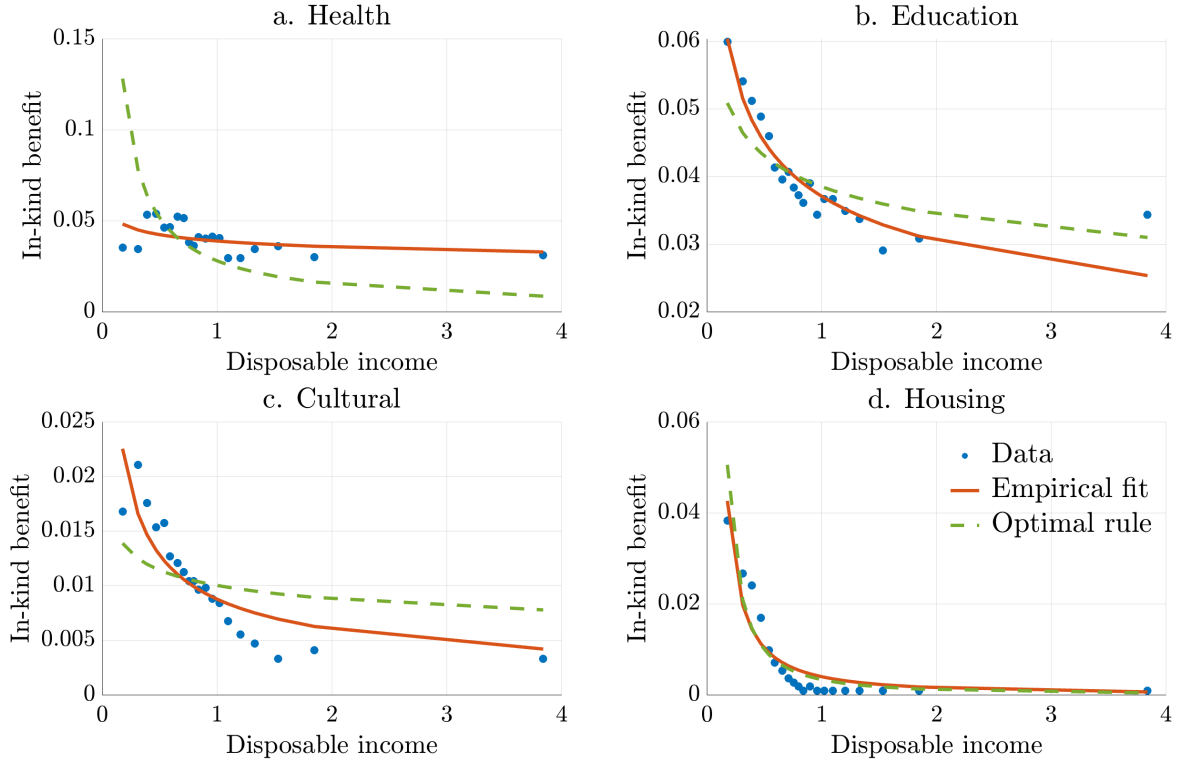 a. Health
In-kind benefit
0.15
0.1
0.05
0
0 1 2 3 4
Disposable income
b. Education
In-kind benefit
0.06
0.05
0.04
0.03
0.02
0 1 2 3 4
Disposable income
c. Cultural
In-kind benefit
0.025
0.02
0.015
0.01
0.005
0
0 1 2 3 4
Disposable income
d. Housing
In-kind benefit
0.06
0.04
0.02
0
Data
Empirical fit
Optimal rule
0 1 2 3 4
Disposable income